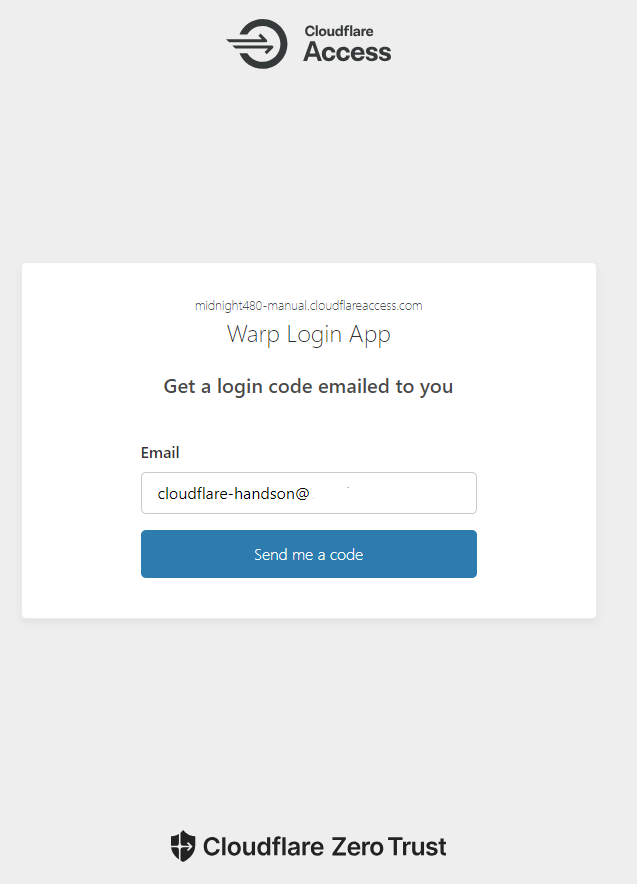 Cloudflare
Access
midnight480-manual.cloudflareaccess.com
Warp Login App
Get a login code emailed to you
Email
cloudflare-handson@
Send me a code
Cloudflare Zero Trust